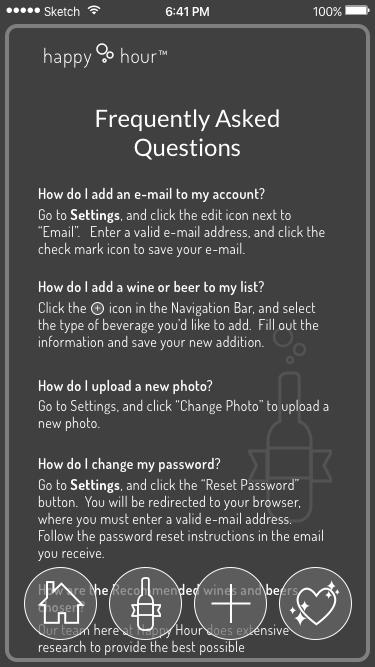 Sketch 6:41 PM 100%
happy hour™
Frequently Asked
Questions
How do I add an e-mail to my account?
Go to Settings, and click the edit icon next to
“Email”. Enter a valid e-mail address, and click the
check mark icon to save your e-mail.
How do I add a wine or beer to my list?
Click the icon in the Navigation Bar, and select
the type of beverage you’d like to add. Fill out the
information and save your new addition.
How do I upload a new photo?
Go to Settings, and click “Change Photo” to upload a
new photo.
How do I change my password?
Go to Settings, and click the “Reset Password”
button. You will be redirected to your browser,
where you must enter a valid e-mail address.
Follow the password reset instructions in the email
you receive.
How are the Recommended wines and beers
chosen
Our team here at Happy Hour does extensive
research to provide the best possible